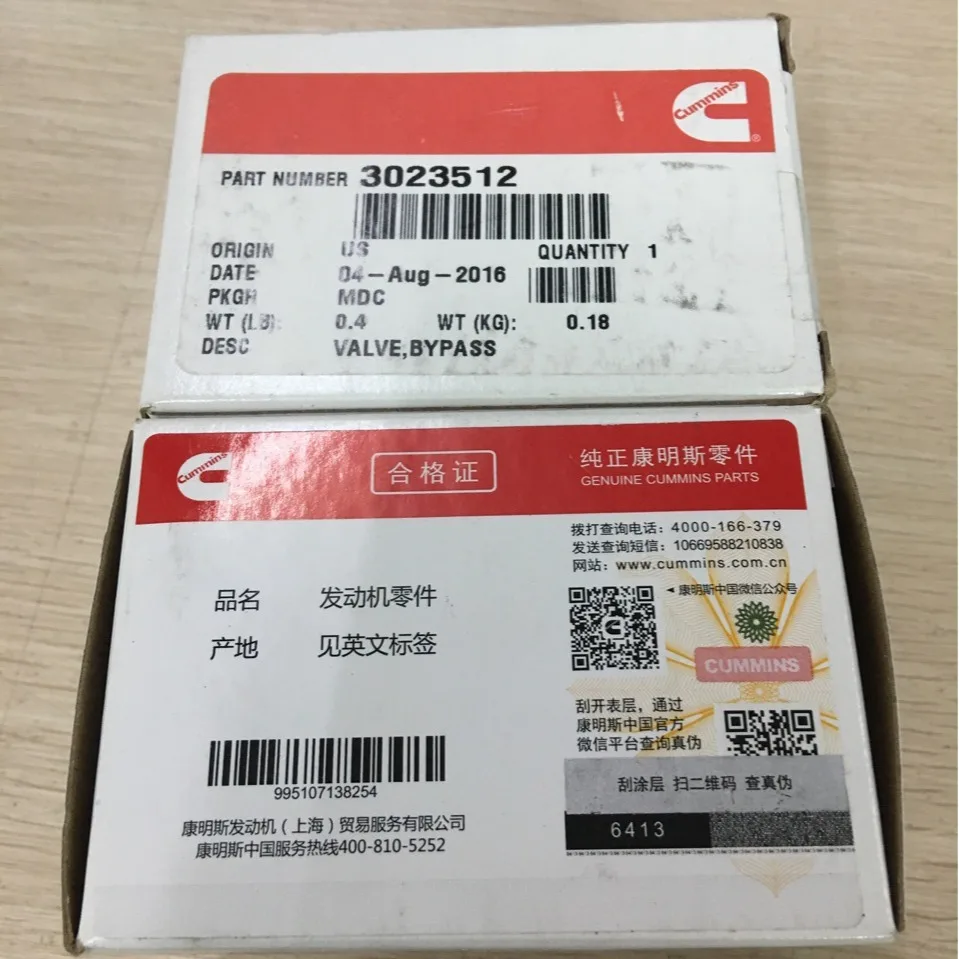 Cummins
®
PART NUMBER 3023512
ORIGIN US QUANTITY 1
DATE 04-Aug-2016
PKGR MDC
WT (LB): 0.4 WT (KG): 0.18
DESC VALVE,BYPASS
Cummins
合格证
纯正康明斯零件
GENUINE CUMMINS PARTS
拨打查询电话：4000-166-379
发送查询短信：10669588210838
网站：www.cummins.com.cn
◄康明斯中国微信公众号
品名 发动机零件
产地 见英文标签
CUMMINS
刮开表层，通过
康明斯中国官方
微信平台查询真伪
刮涂层 扫二维码 查真伪
6413
995107138254
康明斯发动机（上海）贸易服务有限公司
康明斯中国服务热线400-810-5252